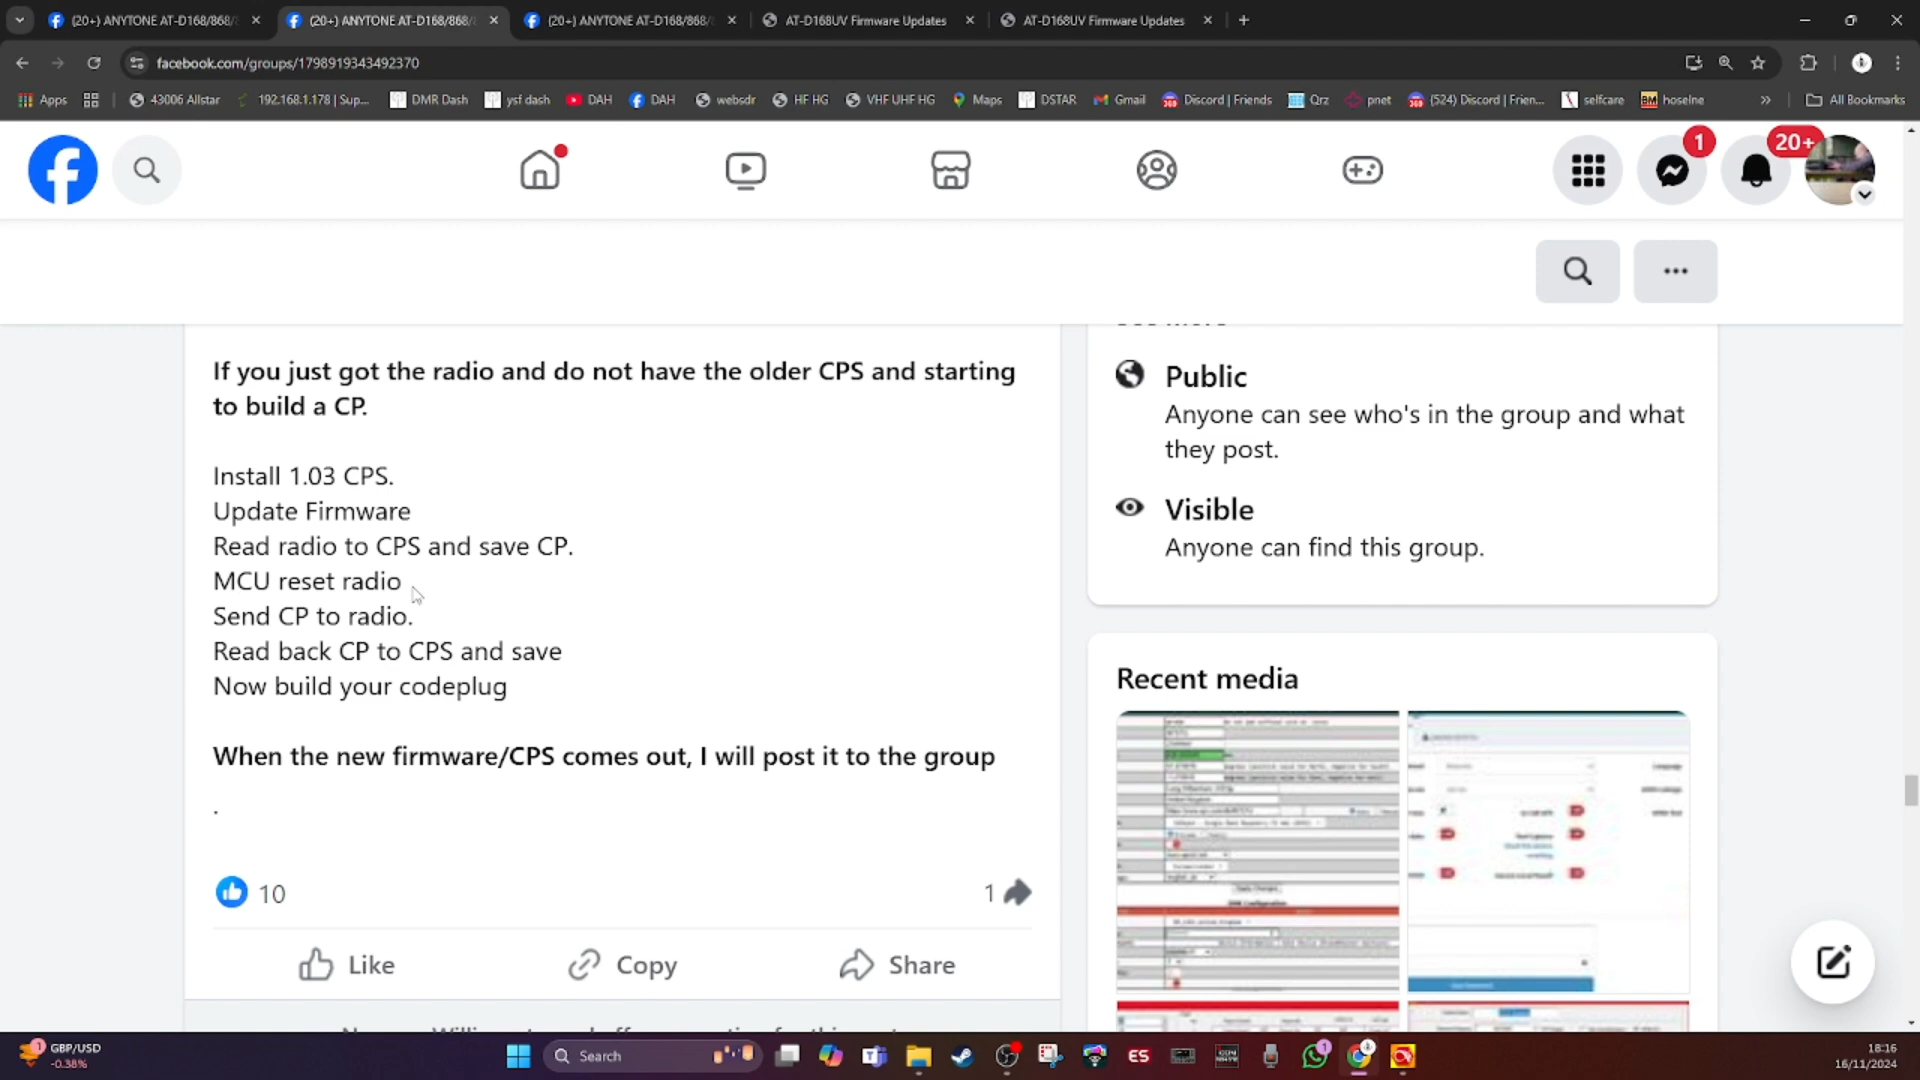 (20+) ANYTONE AT-D168/868/
(20+) ANYTONE AT-D168/868/
(20+) ANYTONE AT-D168/868/
AT-D168UV Firmware Updates
AT-D168UV Firmware Updates
facebook.com/groups/1798919343492370
Apps
43006 Allstar
192.168.1.178 | Sup...
DMR Dash
ysf dash
DAH
DAH
websdr
HF HG
VHF UHF HG
Maps
DSTAR
Gmail
Discord | Friends
Qrz
pnet
(524) Discord | Frien...
selfcare
hoselne
All Bookmarks
1
20+
If you just got the radio and do not have the older CPS and starting
to build a CP.
Install 1.03 CPS.
Update Firmware
Read radio to CPS and save CP.
MCU reset radio
Send CP to radio.
Read back CP to CPS and save
Now build your codeplug
When the new firmware/CPS comes out, I will post it to the group
.
10
1
Like
Copy
Share
Public
Anyone can see who's in the group and what
they post.
Visible
Anyone can find this group.
Recent media
GBP/USD
-0.38%
Search
18:16
16/11/2024